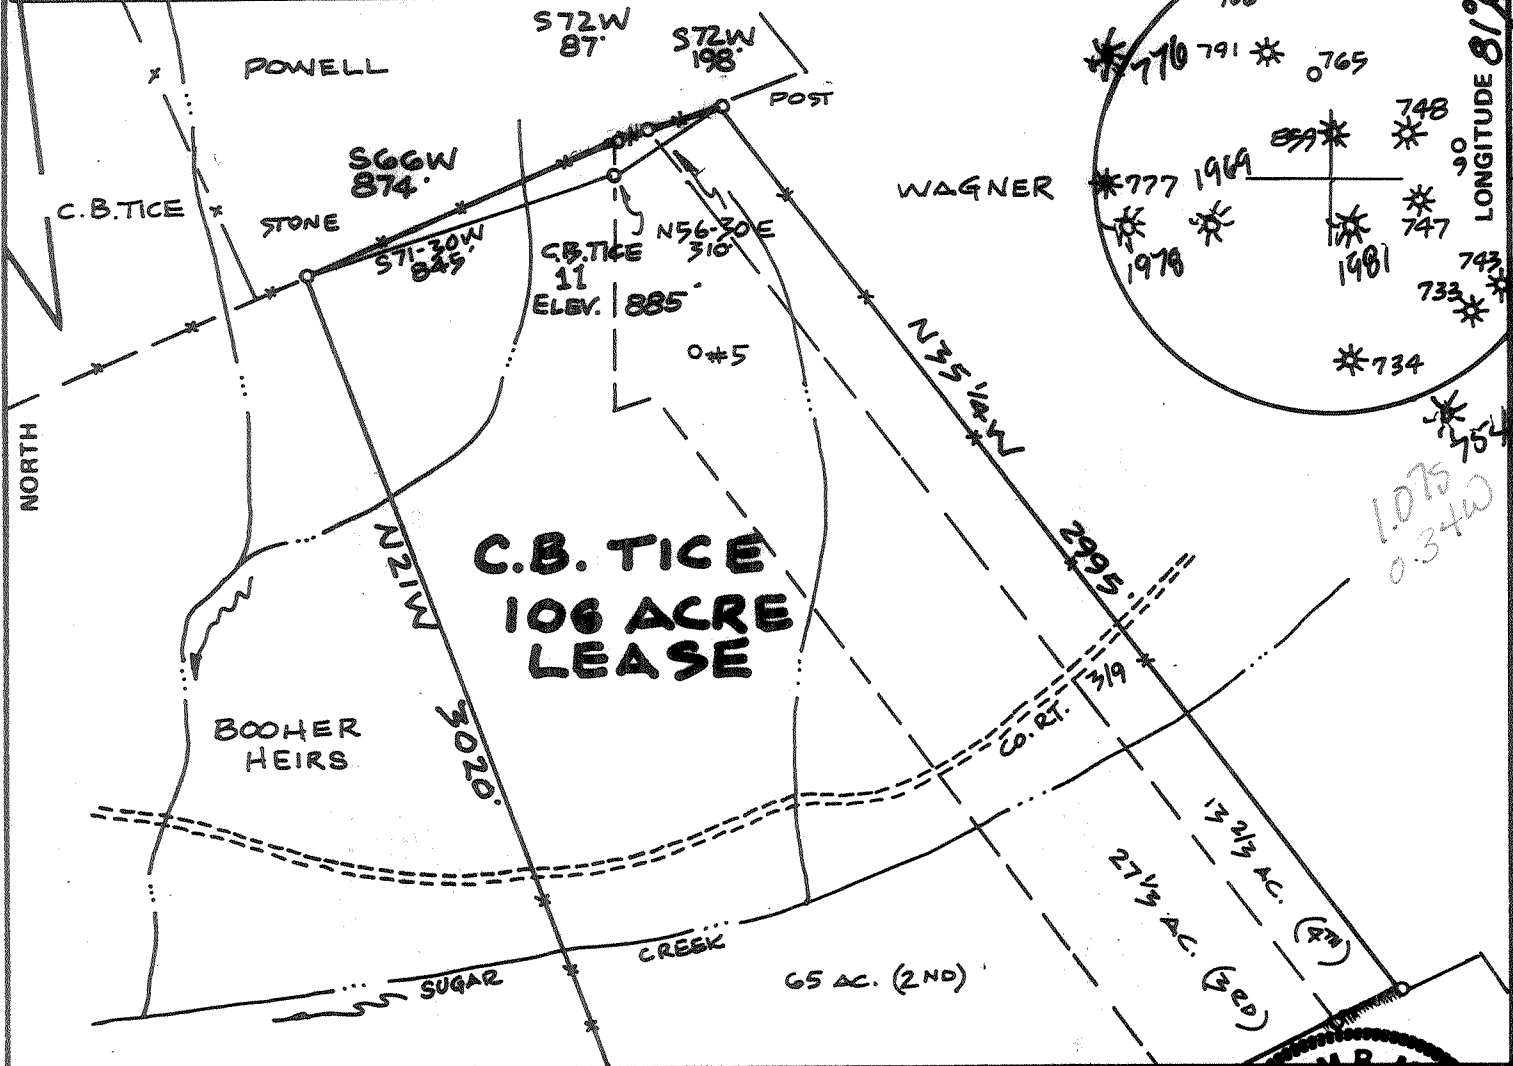 S72W
87'
S72W
198'
POWELL
POST
S66W
874'
C.B.TICE
STONE
S71-30W
845'
C.B.TICE
11
ELEV. 885'
N56-30E
310'
WAGNER
#5
N35 1/4W
2995'
NORTH
N21W
3020'
C.B. TICE
106 ACRE
LEASE
BOOHER
HEIRS
CO. RT.
319
SUGAR
CREEK
65 AC. (2ND)
27 1/3 AC. (3RD)
13 2/3 AC. (4TH)
776
791
765
748
859
777
1969
747
1978
1981
743
733
734
754
LONGITUDE 81°
1.07S
0.34W